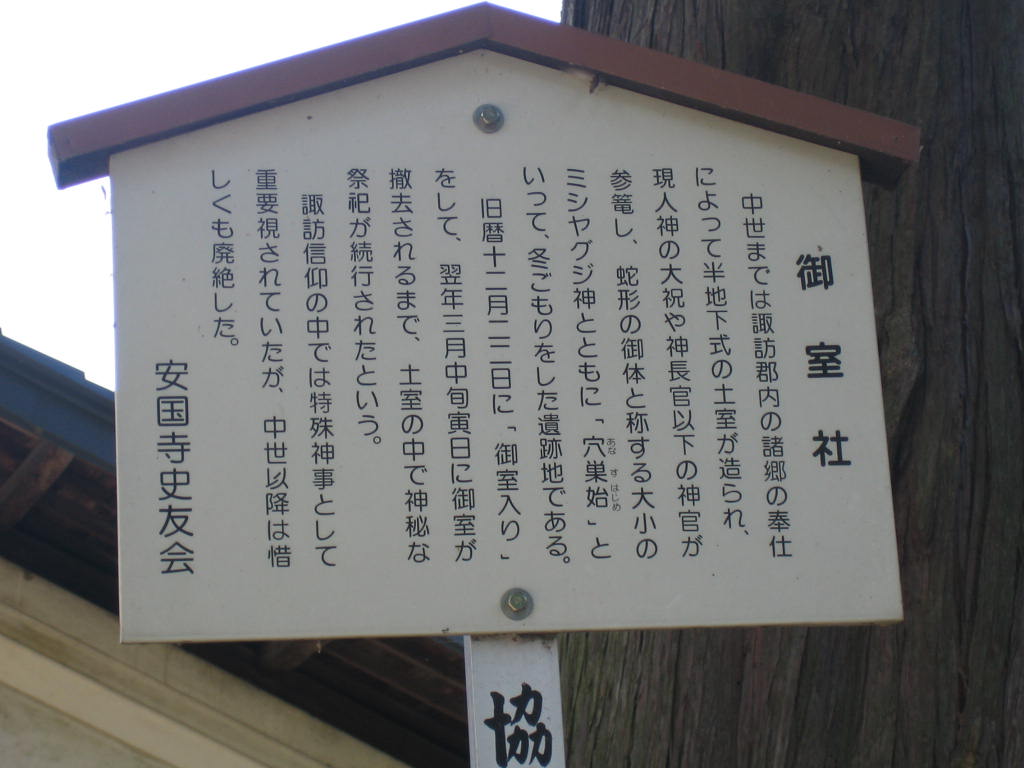 御室社
中世までは諏訪郡内の諸郷の奉仕
によって半地下式の土室が造られ、
現人神の大祝や神長官以下の神官が
参篭し、蛇形の御体と称する大小の
ミシヤグジ神とともに「穴巣始」と
あなすはじめ
いって、冬ごもりをした遺跡地である。
旧暦十二月二二日に「御室入り」
をして、翌年三月中旬寅日に御室が
撤去されるまで、土室の中で神秘な
祭祀が続行されたという。
諏訪信仰の中では特殊神事として
重要視されていたが、中世以降は惜
しくも廃絶した。
安国寺史友会
協